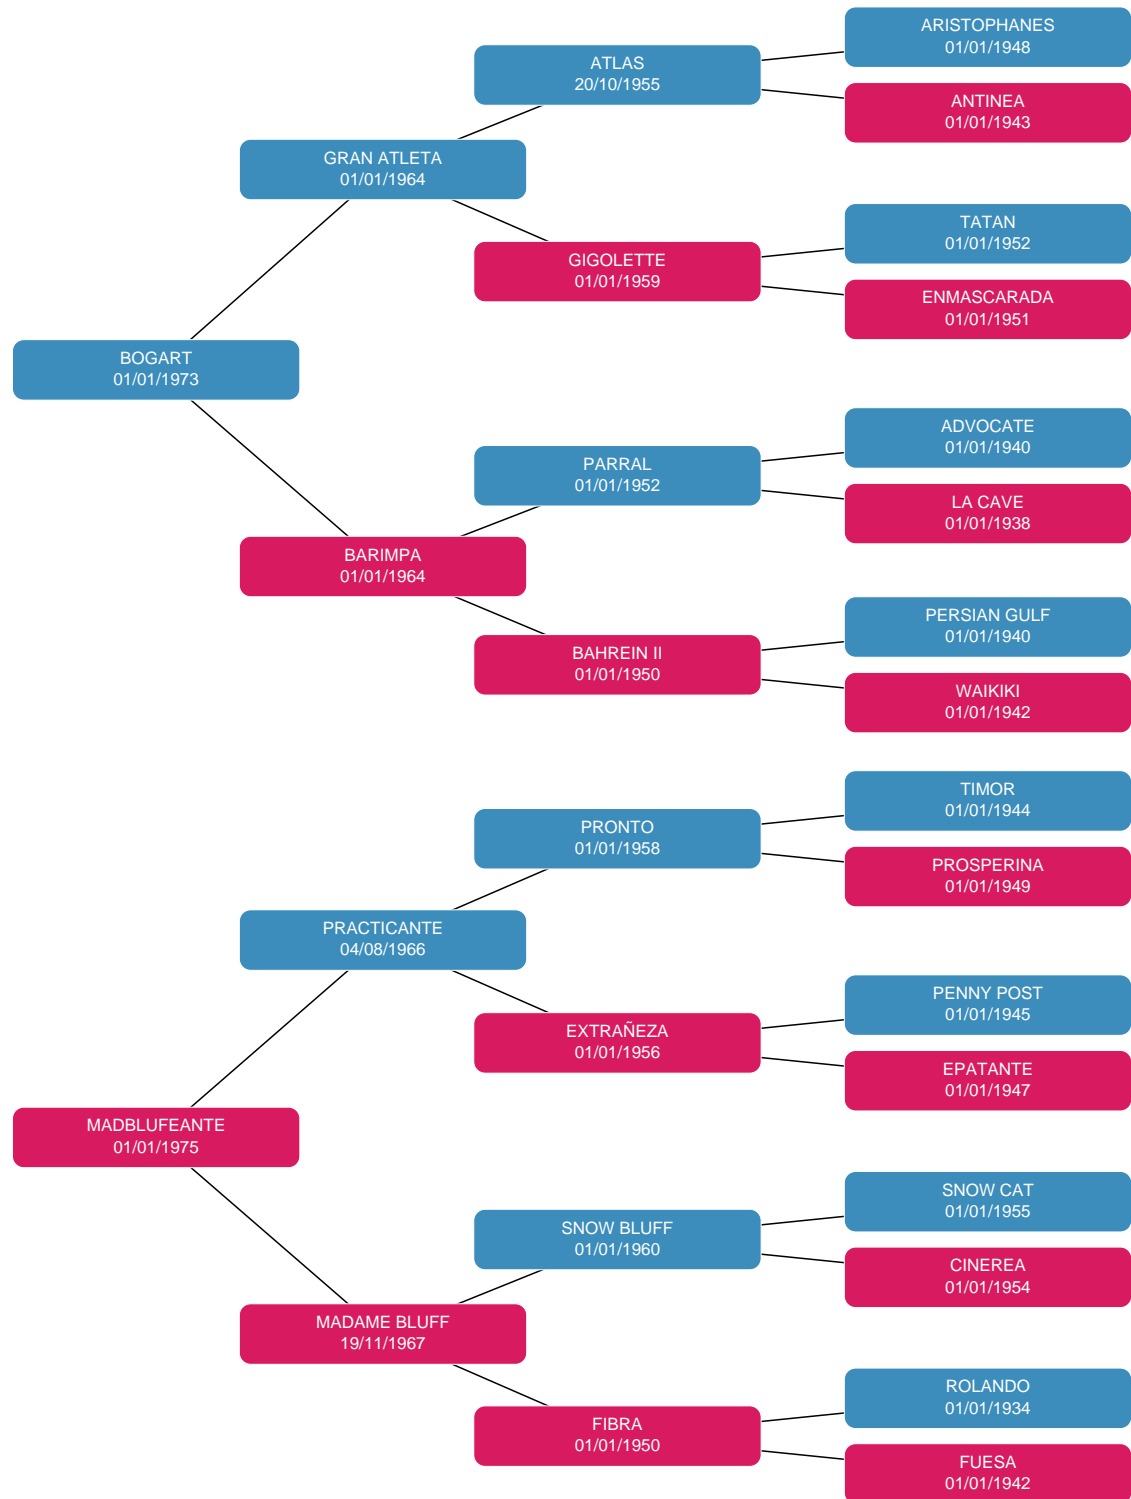 ARISTOPHANES
01/01/1948
ATLAS
20/10/1955
ANTINEA
01/01/1943
GRAN ATLETA
01/01/1964
TATAN
01/01/1952
GIGOLETTE
01/01/1959
ENMASCARADA
01/01/1951
BOGART
01/01/1973
ADVOCATE
01/01/1940
PARRAL
01/01/1952
LA CAVE
01/01/1938
BARIMPA
01/01/1964
PERSIAN GULF
01/01/1940
BAHREIN II
01/01/1950
WAIKIKI
01/01/1942
TIMOR
01/01/1944
PRONTO
01/01/1958
PROSPERINA
01/01/1949
PRACTICANTE
04/08/1966
PENNY POST
01/01/1945
EXTRAÑEZA
01/01/1956
EPATANTE
01/01/1947
MADBLUFEANTE
01/01/1975
SNOW CAT
01/01/1955
SNOW BLUFF
01/01/1960
CINEREA
01/01/1954
MADAME BLUFF
19/11/1967
ROLANDO
01/01/1934
FIBRA
01/01/1950
FUESA
01/01/1942